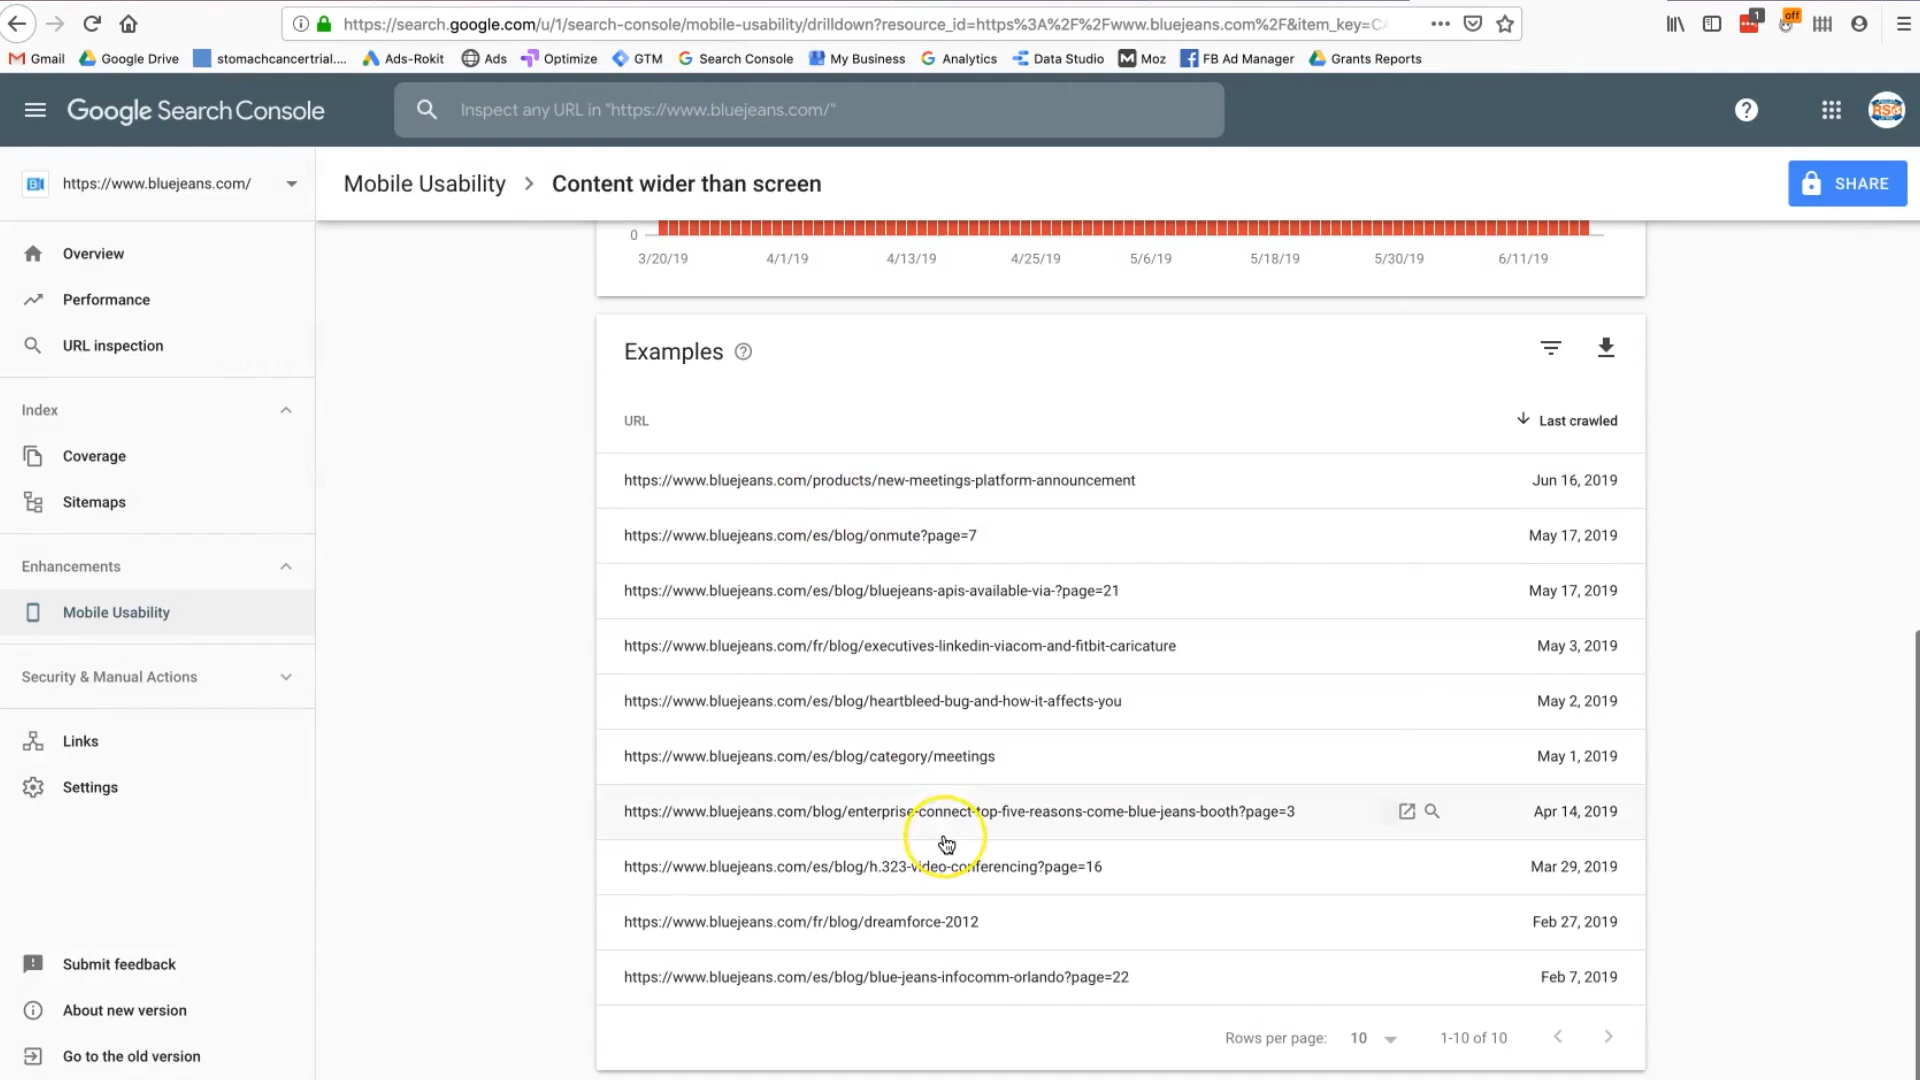 https://search.google.com/u/1/search-console/mobile-usability/drilldown?resource_id=https%3A%2F%2Fwww.bluejeans.com%2F&item_key=C
1
off
Gmail
Google Drive
stomachcancertrial....
Ads-Rokit
Ads
Optimize
GTM
Search Console
My Business
Analytics
Data Studio
Moz
FB Ad Manager
Grants Reports
Google Search Console
Inspect any URL in "https://www.bluejeans.com/"
https://www.bluejeans.com/
Mobile Usability > Content wider than screen
SHARE
Overview
Performance
URL inspection
Index
Coverage
Sitemaps
Enhancements
Mobile Usability
Security & Manual Actions
Links
Settings
Submit feedback
About new version
Go to the old version
0
3/20/19 4/1/19 4/13/19 4/25/19 5/6/19 5/18/19 5/30/19 6/11/19
Examples
URL Last crawled
https://www.bluejeans.com/products/new-meetings-platform-announcement Jun 16, 2019
https://www.bluejeans.com/es/blog/onmute?page=7 May 17, 2019
https://www.bluejeans.com/es/blog/bluejeans-apis-available-via-?page=21 May 17, 2019
https://www.bluejeans.com/fr/blog/executives-linkedin-viacom-and-fitbit-caricature May 3, 2019
https://www.bluejeans.com/es/blog/heartbleed-bug-and-how-it-affects-you May 2, 2019
https://www.bluejeans.com/es/blog/category/meetings May 1, 2019
https://www.bluejeans.com/blog/enterprise-connect-top-five-reasons-come-blue-jeans-booth?page=3 Apr 14, 2019
https://www.bluejeans.com/es/blog/h.323-video-conferencing?page=16 Mar 29, 2019
https://www.bluejeans.com/fr/blog/dreamforce-2012 Feb 27, 2019
https://www.bluejeans.com/es/blog/blue-jeans-infocomm-orlando?page=22 Feb 7, 2019
Rows per page: 10 1-10 of 10